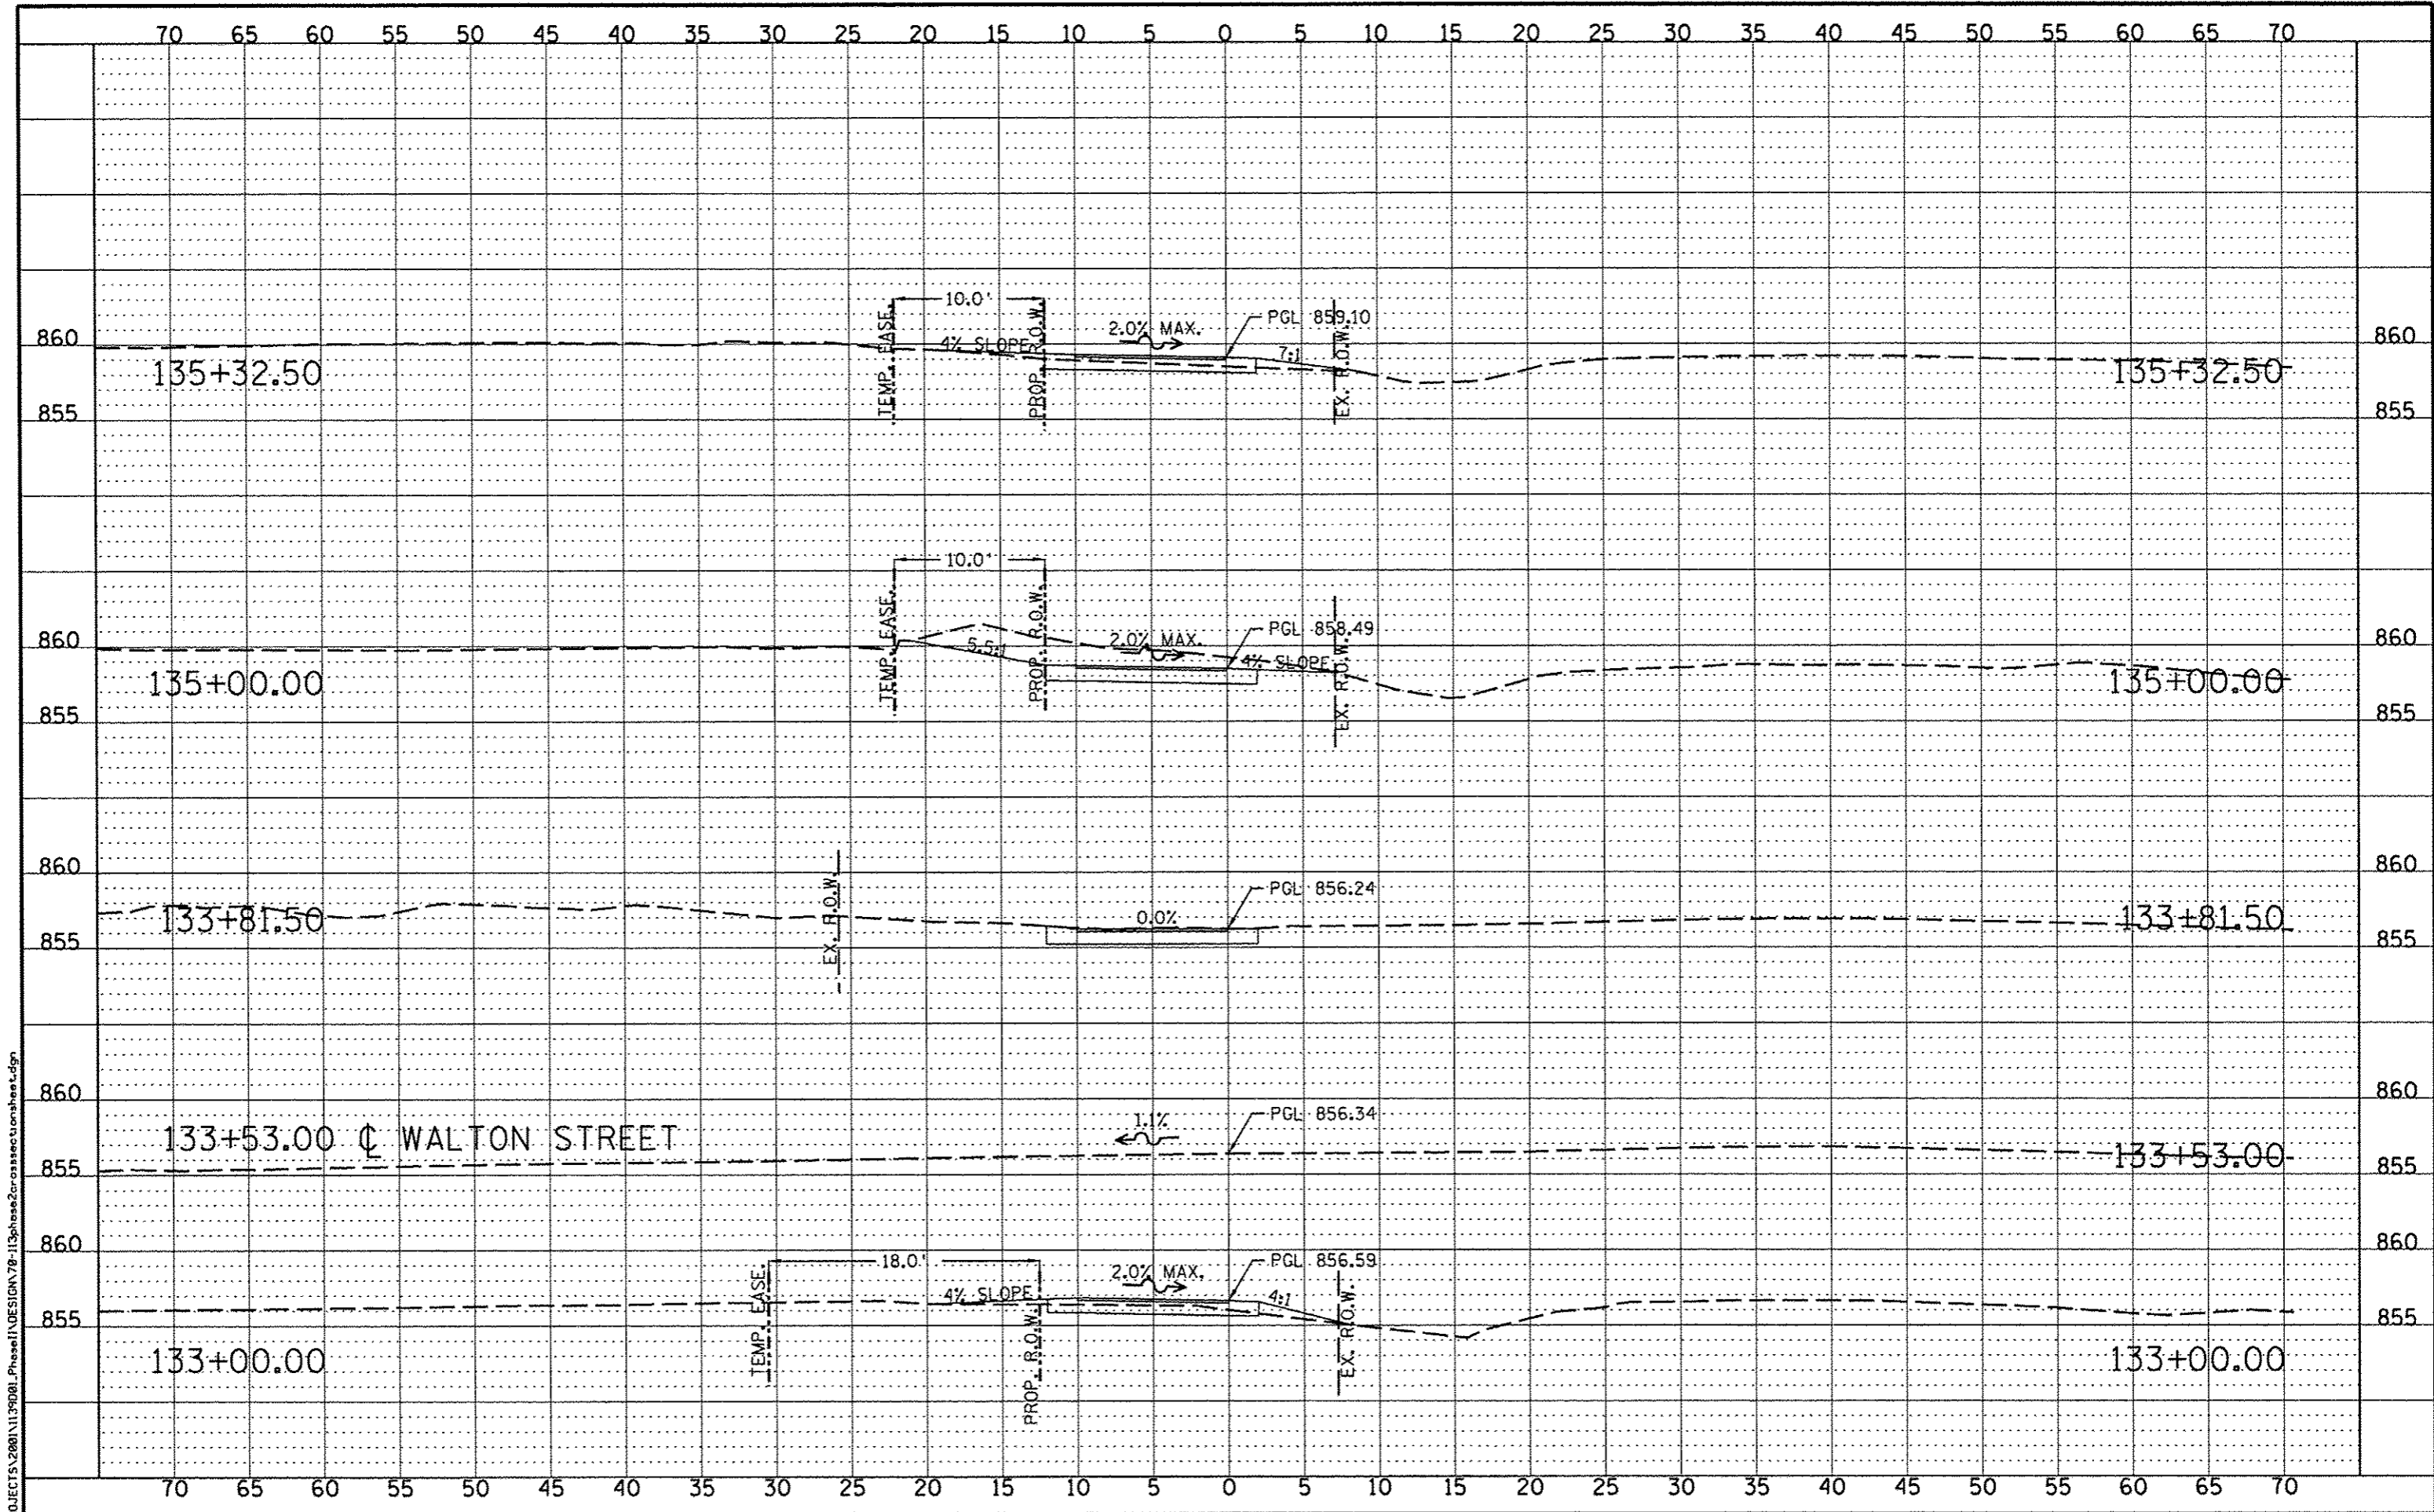 70 65 60 55 50 45 40 35 30 25 20 15 10 5 0 5 10 15 20 25 30 35 40 45 50 55 60 65 70
10.0'
TEMP. EASE.
PROP. R.O.W.
EX. R.O.W.
4% SLOPE
2.0% MAX.
PGL 859.10
7:1
860 860
135+32.50 135+32.50
855 855
10.0'
TEMP. EASE.
PROP. R.O.W.
EX. R.O.W.
5.5:1
2.0% MAX.
PGL 858.49
4% SLOPE
860 860
135+00.00 135+00.00
855 855
860 860
EX. R.O.W.
0.0%
PGL 856.24
133+81.50 133+81.50
855 855
860 860
1.1%
PGL 856.34
133+53.00 ℄ WALTON STREET 133+53.00
855 855
860 860
18.0'
TEMP. EASE.
PROP. R.O.W.
EX. R.O.W.
4% SLOPE
2.0% MAX.
PGL 856.59
4:1
855 855
133+00.00 133+00.00
70 65 60 55 50 45 40 35 30 25 20 15 10 5 0 5 10 15 20 25 30 35 40 45 50 55 60 65 70
OJECTS\2001\1139D01_PhaseII\DESIGN\70-113phase2crosssectionsheet.dgn